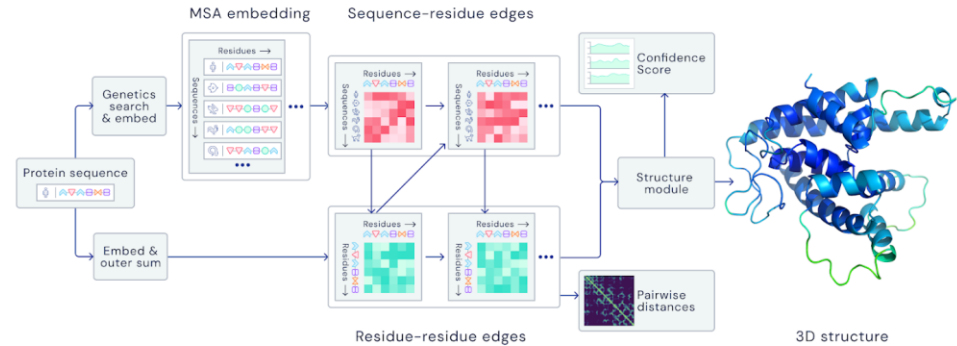 MSA embedding
Sequence-residue edges
Residues →
Sequences →
Genetics
search
& embed
Residues →
Sequences →
Residues →
Sequences →
Confidence
Score
Protein sequence
Structure
module
Embed &
outer sum
Residues →
Residues →
Residues →
Residues →
Pairwise
distances
Residue-residue edges
3D structure